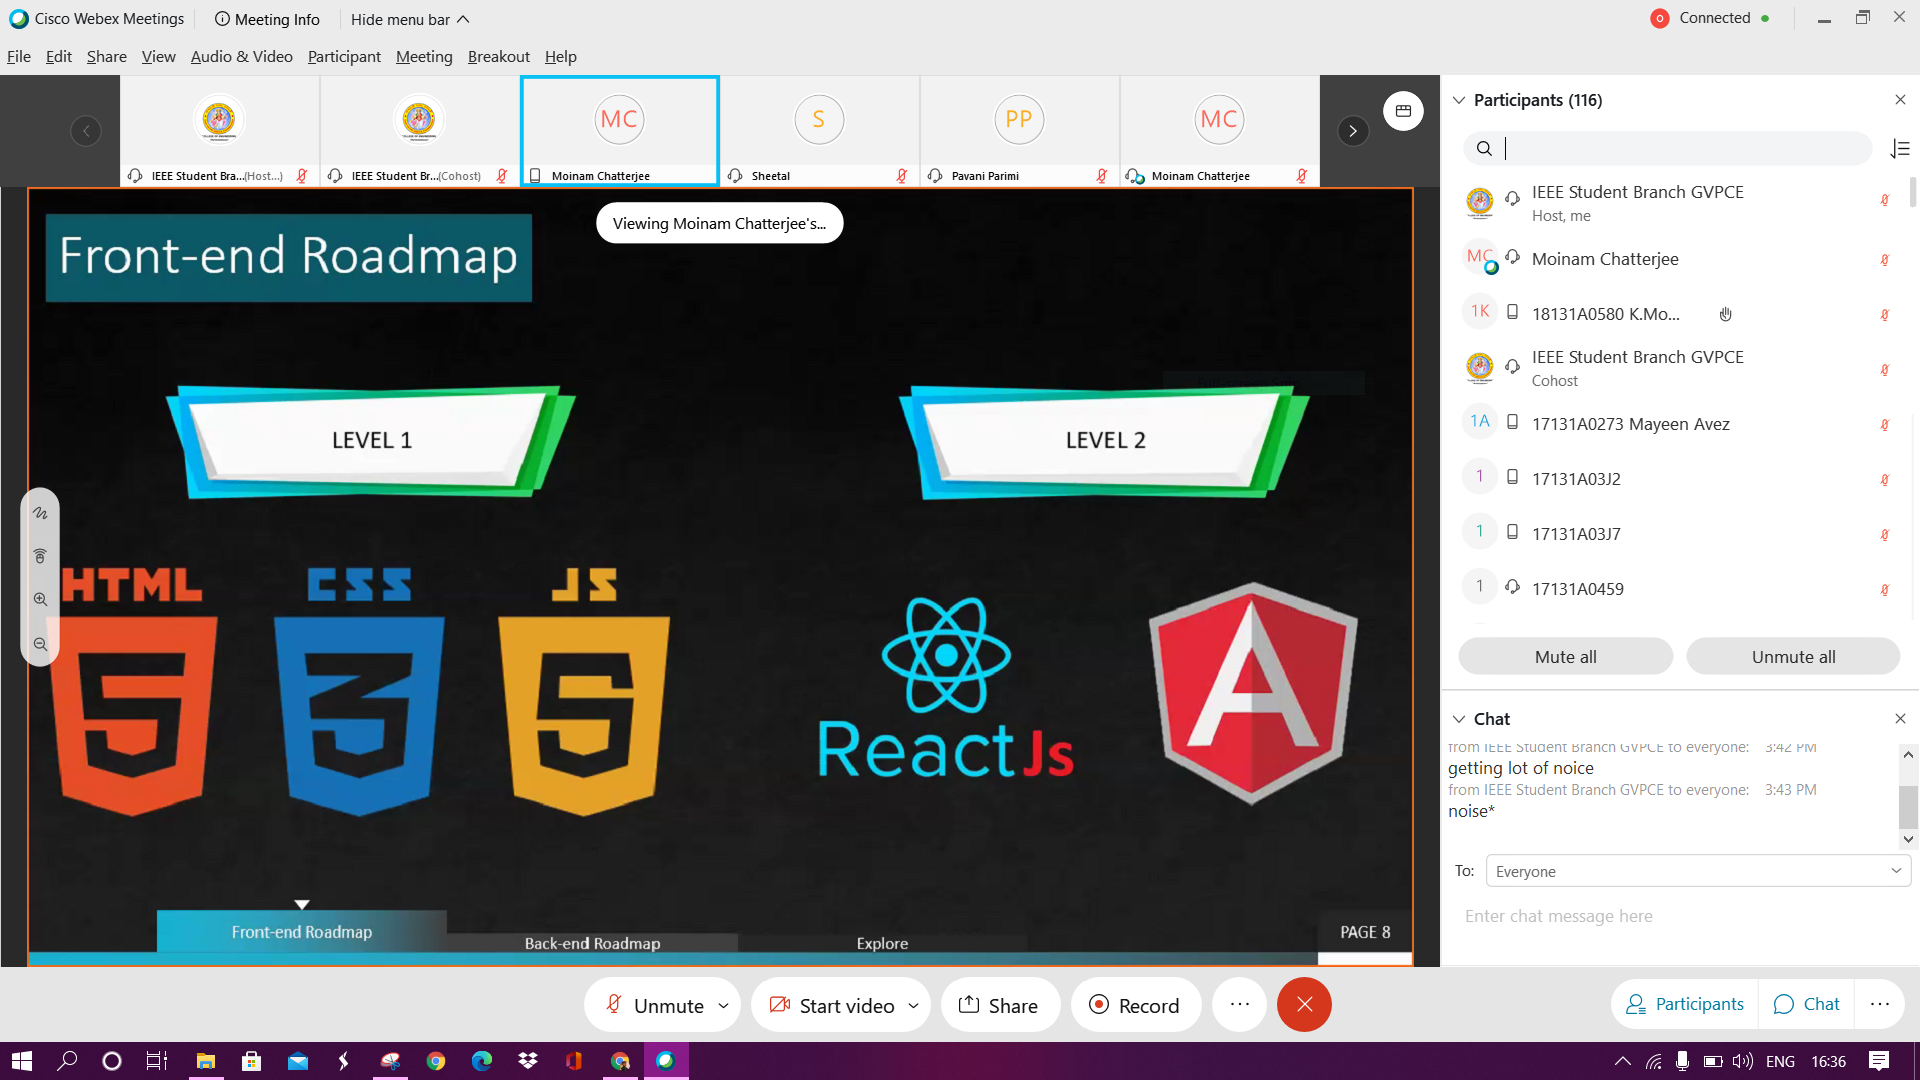 Cisco Webex Meetings
Meeting Info
Hide menu bar
Connected
File Edit Share View Audio & Video Participant Meeting Breakout Help
MC
S
PP
MC
IEEE Student Bra...(Host...)
IEEE Student Br...(Cohost)
Moinam Chatterjee
Sheetal
Pavani Parimi
Moinam Chatterjee
Viewing Moinam Chatterjee's...
Front-end Roadmap
LEVEL 1
LEVEL 2
HTML
CSS
JS
5
3
5
ReactJs
A
Front-end Roadmap
Back-end Roadmap
Explore
PAGE 8
Participants (116)
IEEE Student Branch GVPCE
Host, me
MC
Moinam Chatterjee
1K
18131A0580 K.Mo...
IEEE Student Branch GVPCE
Cohost
1A
17131A0273 Mayeen Avez
1
17131A03J2
1
17131A03J7
1
17131A0459
Mute all
Unmute all
Chat
from IEEE Student Branch GVPCE to everyone: 3:42 PM
getting lot of noice
from IEEE Student Branch GVPCE to everyone: 3:43 PM
noise*
To: Everyone
Enter chat message here
Unmute
Start video
Share
Record
Participants
Chat
ENG
16:36